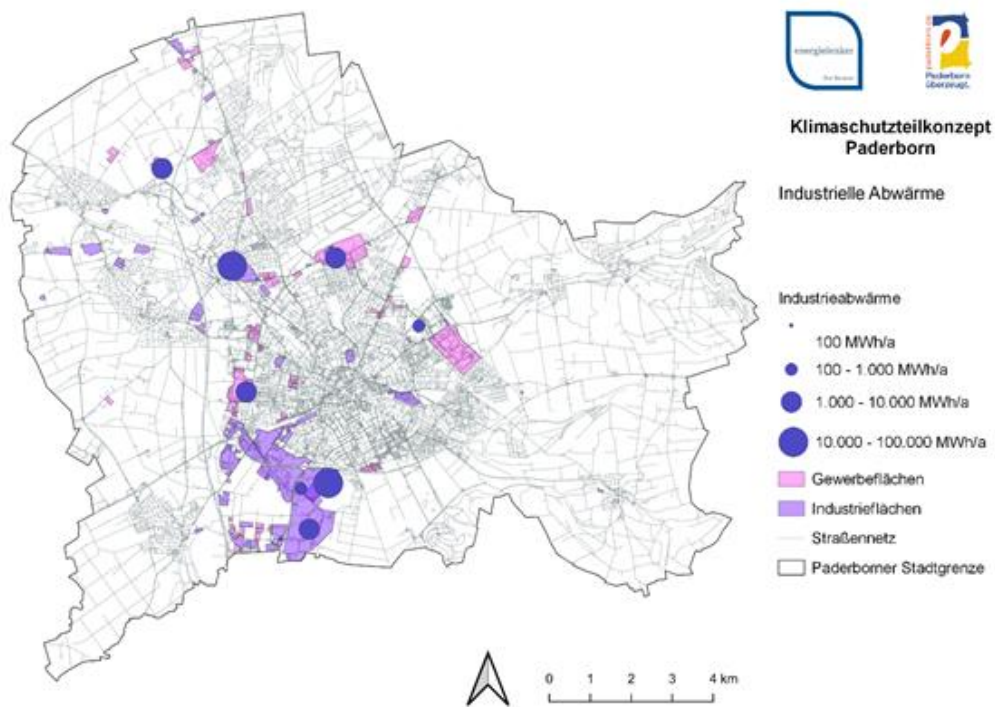 energielenker
Paderborn
überzeugt.
Klimaschutzteilkonzept
Paderborn
Industrielle Abwärme
Industrieabwärme
100 MWh/a
100 - 1.000 MWh/a
1.000 - 10.000 MWh/a
10.000 - 100.000 MWh/a
Gewerbeflächen
Industrieflächen
Straßennetz
Paderborner Stadtgrenze
0 1 2 3 4 km